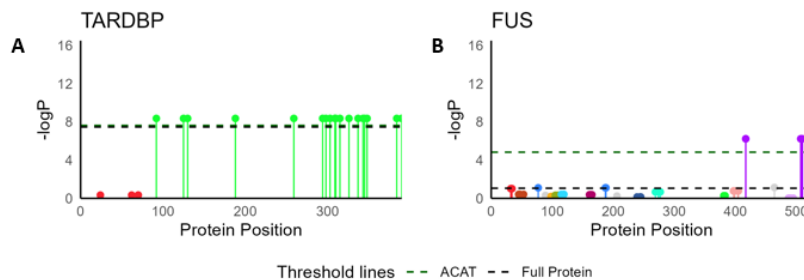 TARDBP
FUS
A
B
16
12
8
4
0
-logP
100
200
300
Protein Position
16
12
8
4
0
-logP
0
100
200
300
400
500
Protein Position
Threshold lines
ACAT
Full Protein